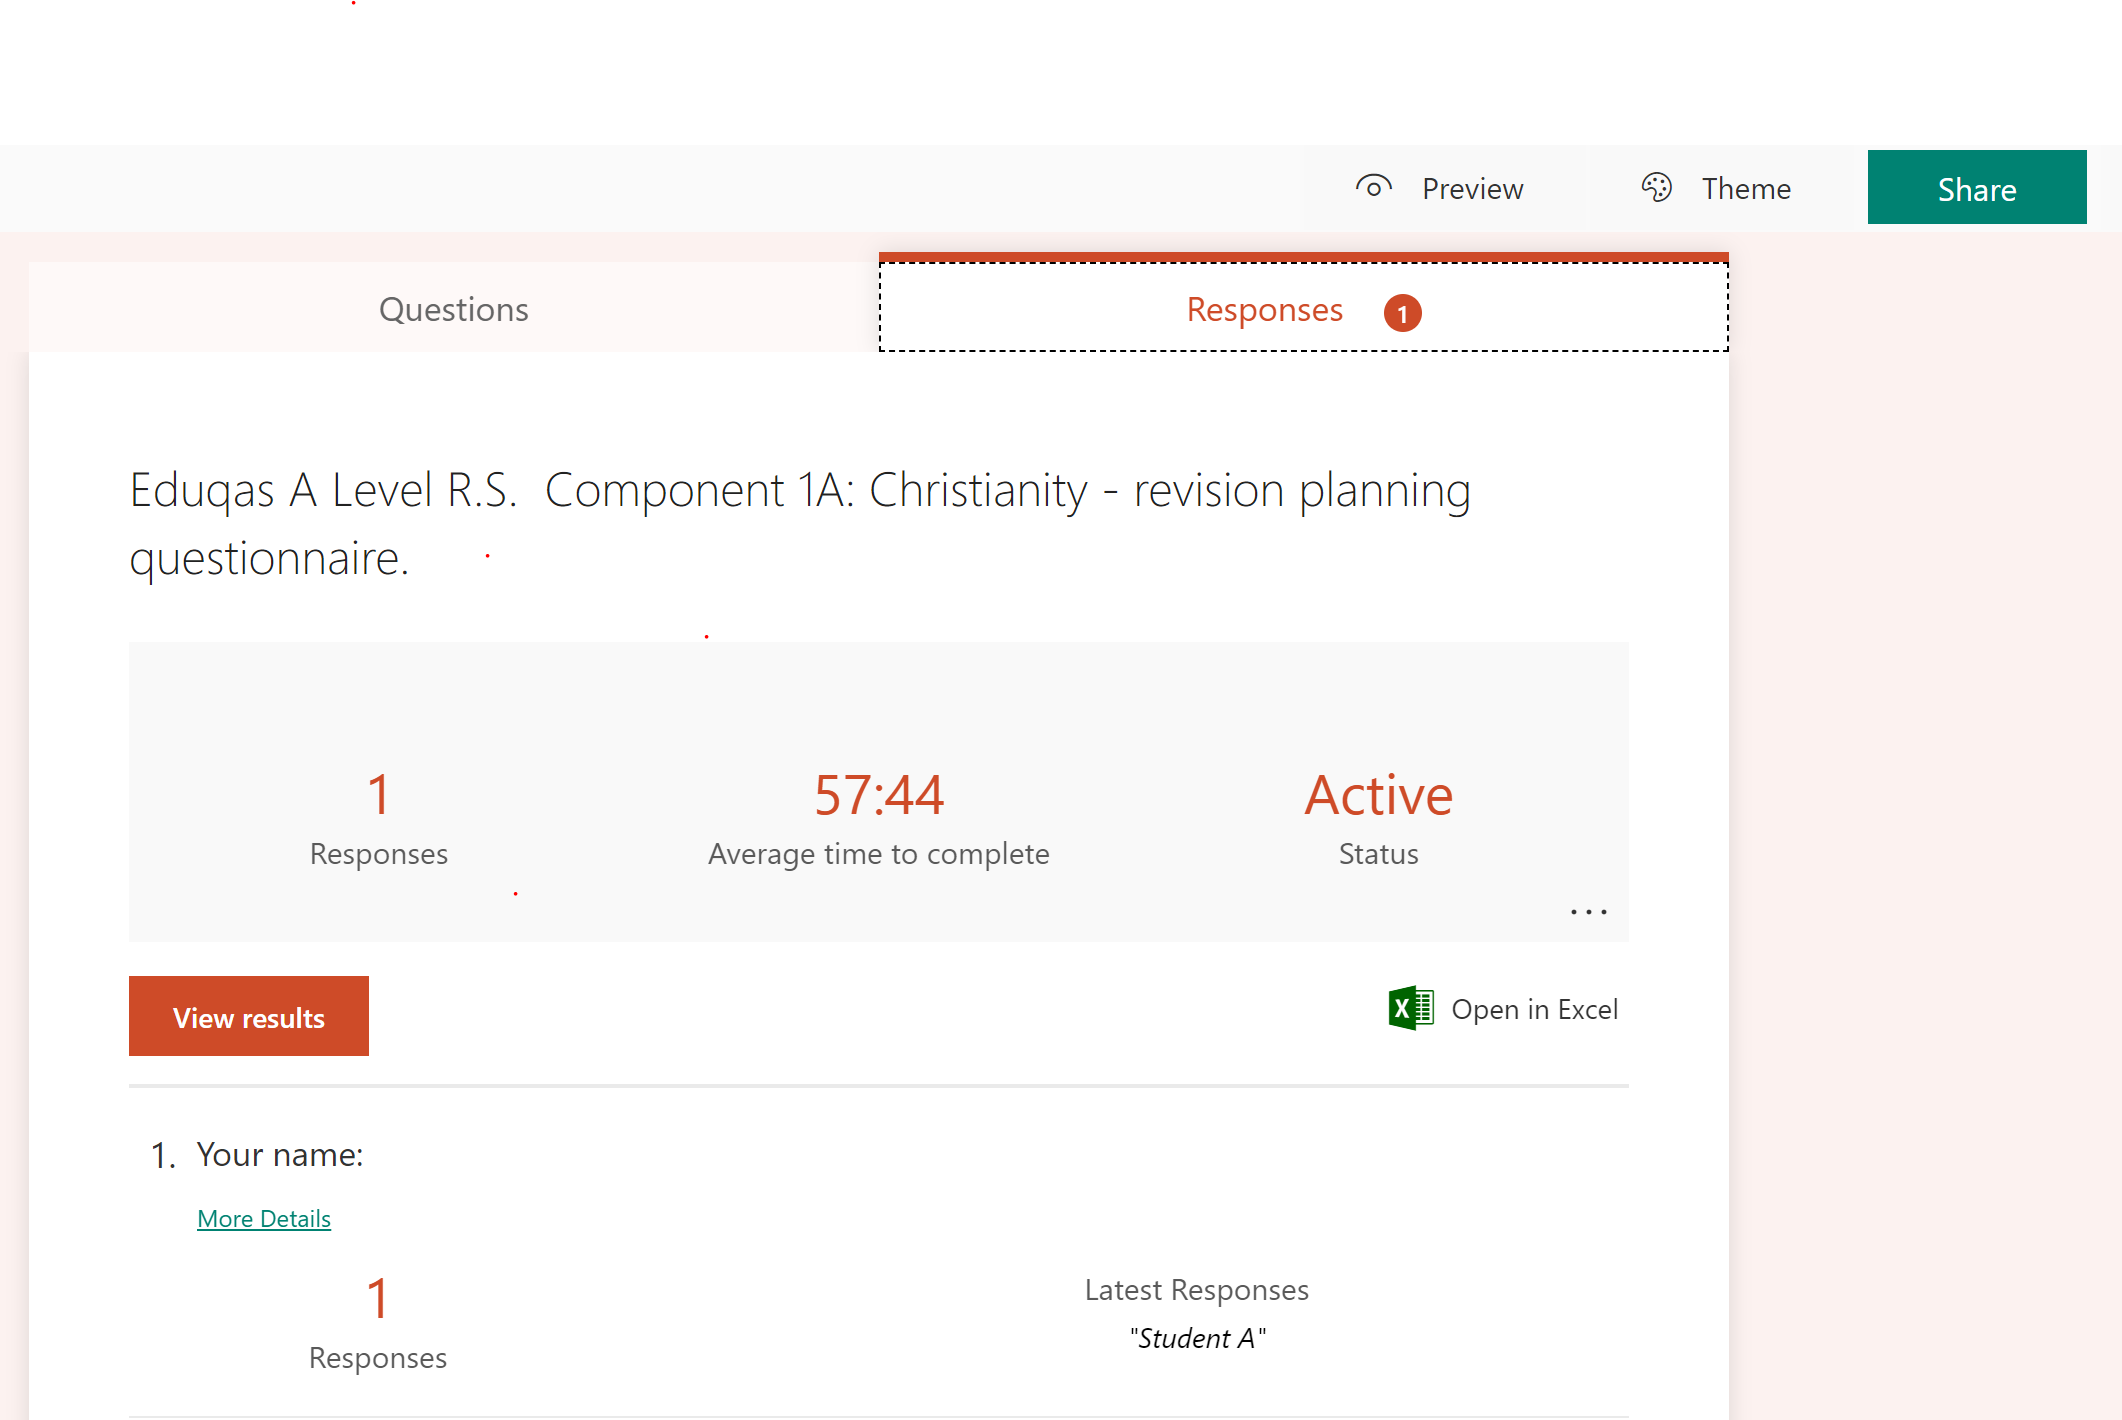 Preview
Theme
Share
Questions
Responses 1
Eduqas A Level R.S.  Component 1A: Christianity - revision planning
questionnaire.
1
Responses
57:44
Average time to complete
Active
Status
...
View results
Open in Excel
1. Your name:
More Details
1
Responses
Latest Responses
"Student A"